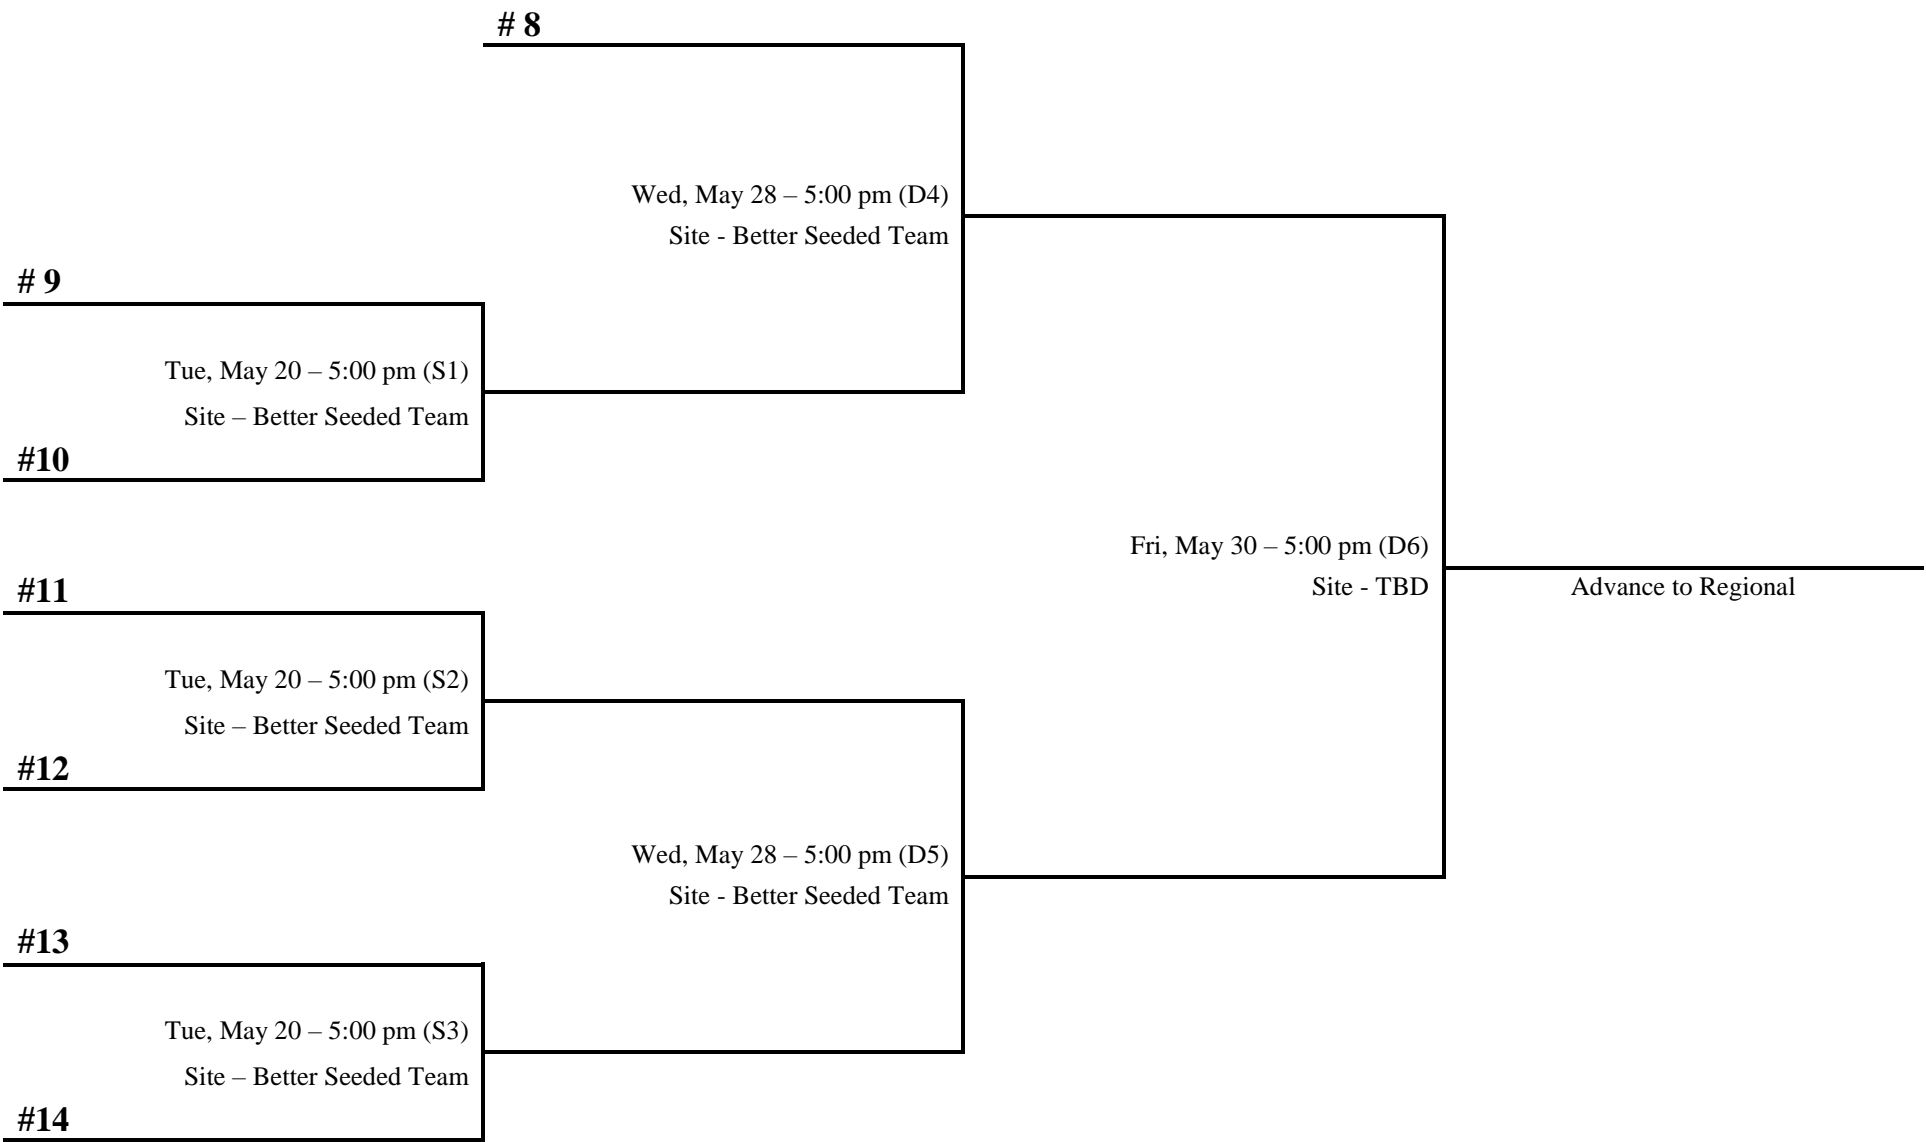 # 8
Wed, May 28 – 5:00 pm (D4)
Site - Better Seeded Team
# 9
Tue, May 20 – 5:00 pm (S1)
Site – Better Seeded Team
#10
Fri, May 30 – 5:00 pm (D6)
Site - TBD
Advance to Regional
#11
Tue, May 20 – 5:00 pm (S2)
Site – Better Seeded Team
#12
Wed, May 28 – 5:00 pm (D5)
Site - Better Seeded Team
#13
Tue, May 20 – 5:00 pm (S3)
Site – Better Seeded Team
#14